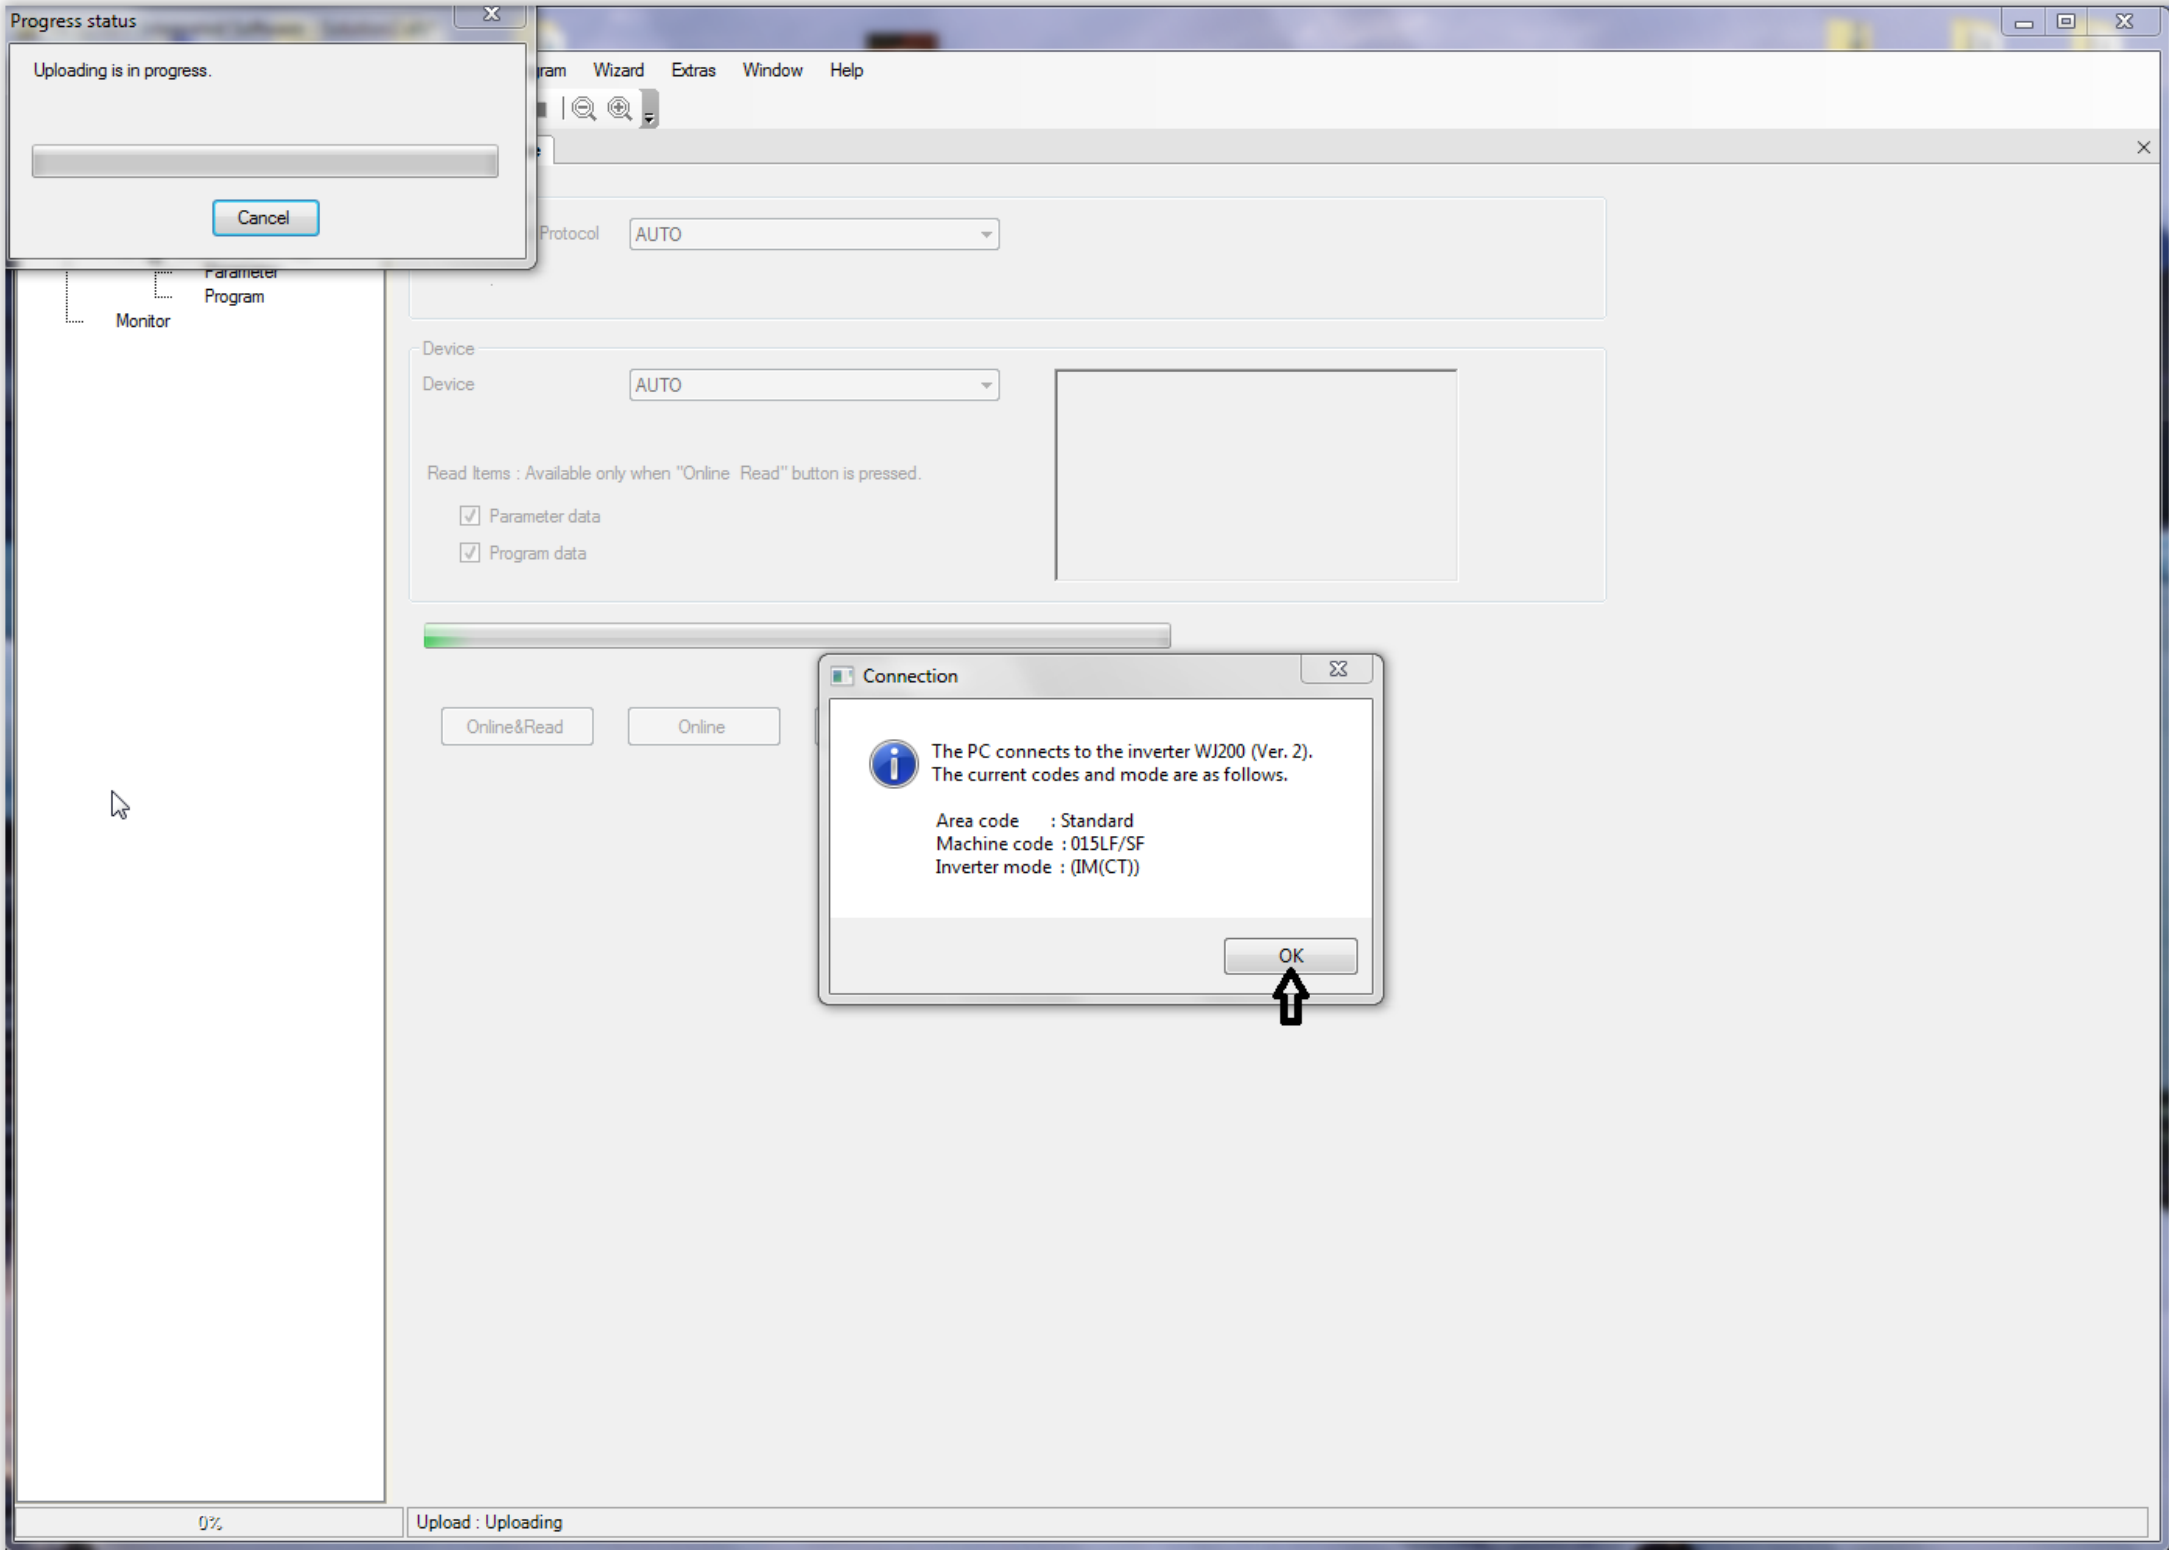 Progress status
Uploading is in progress.
Cancel
Wizard
Extras
Window
Help
Protocol
AUTO
Parameter
Program
Monitor
Device
Device
AUTO
Read Items : Available only when "Online  Read" button is pressed.
Parameter data
Program data
Online&Read
Online
Connection
The PC connects to the inverter WJ200 (Ver. 2).
The current codes and mode are as follows.
Area code : Standard
Machine code : 015LF/SF
Inverter mode : (IM(CT))
OK
0%
Upload : Uploading